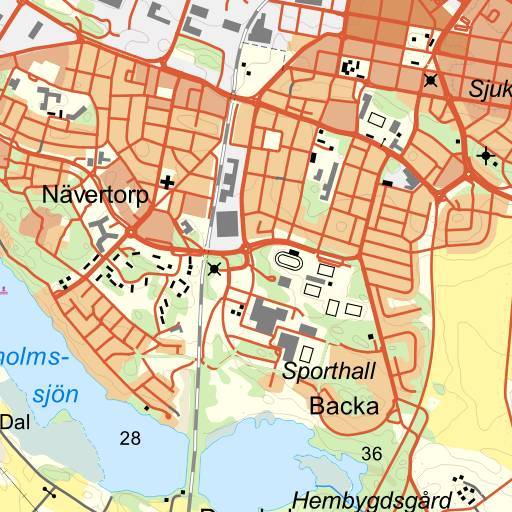 Sjuk
Nävertorp
holms-
sjön
Sporthall
Dal
Backa
28
36
Hembygdsgård